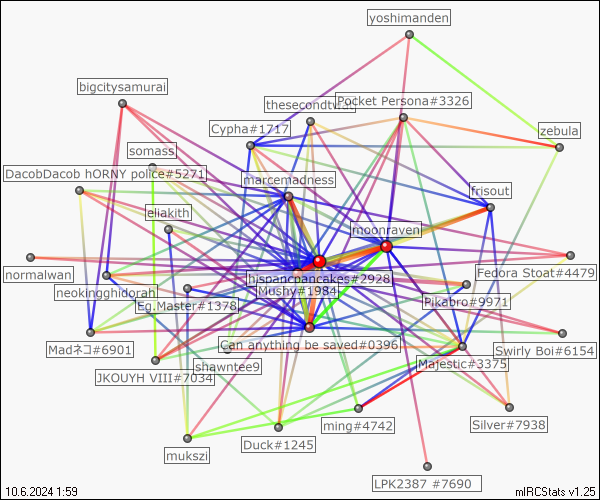 yoshimanden
bigcitysamurai
thesecondtw
Pocket Persona#3326
Cypha#1717
zebula
somass
DacobDacob hORNY police#5271
marcemadness
frisout
eliakith
moonraven
normalwan
hispancpancakes#2928
Fedora Stoat#4479
neokingghidorah
Mushy#1984
Eg.Master#1378
Pikabro#9971
Madネコ#6901
Can anything be saved#0396
Swirly Boi#6154
JKOUYH VIII#7034
shawntee9
Majestic#3375
ming#4742
Silver#7938
mukszi
Duck#1245
LPK2387 #7690
10.6.2024 1:59
mIRCStats v1.25